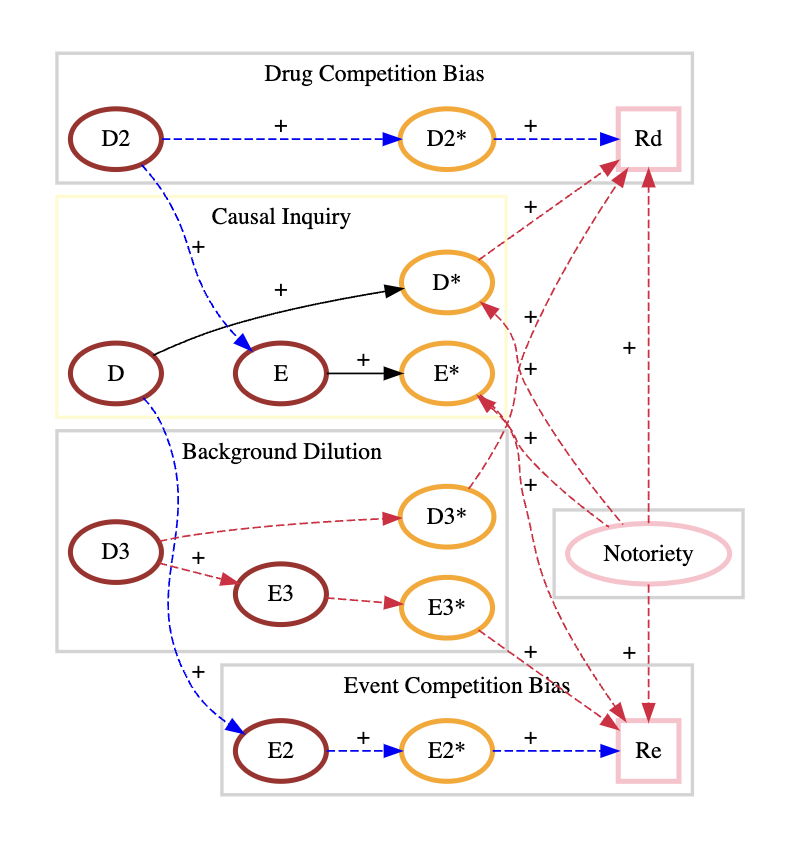 Drug Competition Bias
D2
+
D2*
+
Rd
Causal Inquiry
+
+
+
D*
+
D
E
+
E*
+
+
+
Background Dilution
+
+
D3
+
D3*
E3
E3*
Notoriety
+
+
+
Event Competition Bias
E2
+
E2*
+
Re